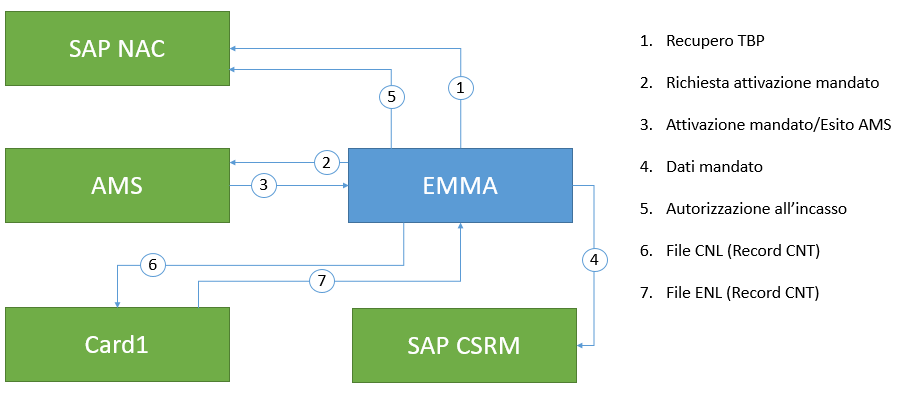 SAP NAC
1
5
AMS
2
3
EMMA
4
6
7
Card1
SAP CSRM
1. Recupero TBP
2. Richiesta attivazione mandato
3. Attivazione mandato/Esito AMS
4. Dati mandato
5. Autorizzazione all’incasso
6. File CNL (Record CNT)
7. File ENL (Record CNT)